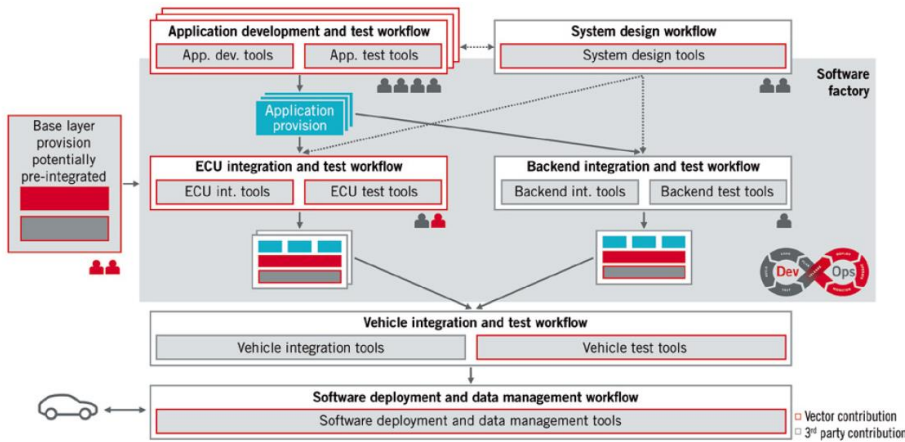 Application development and test workflow
App. dev. tools
App. test tools
System design workflow
System design tools
Software
factory
Application
provision
Base layer
provision
potentially
pre-integrated
ECU integration and test workflow
ECU int. tools
ECU test tools
Backend integration and test workflow
Backend int. tools
Backend test tools
Dev
Ops
Vehicle integration and test workflow
Vehicle integration tools
Vehicle test tools
Software deployment and data management workflow
Software deployment and data management tools
Vector contribution
3rd party contribution